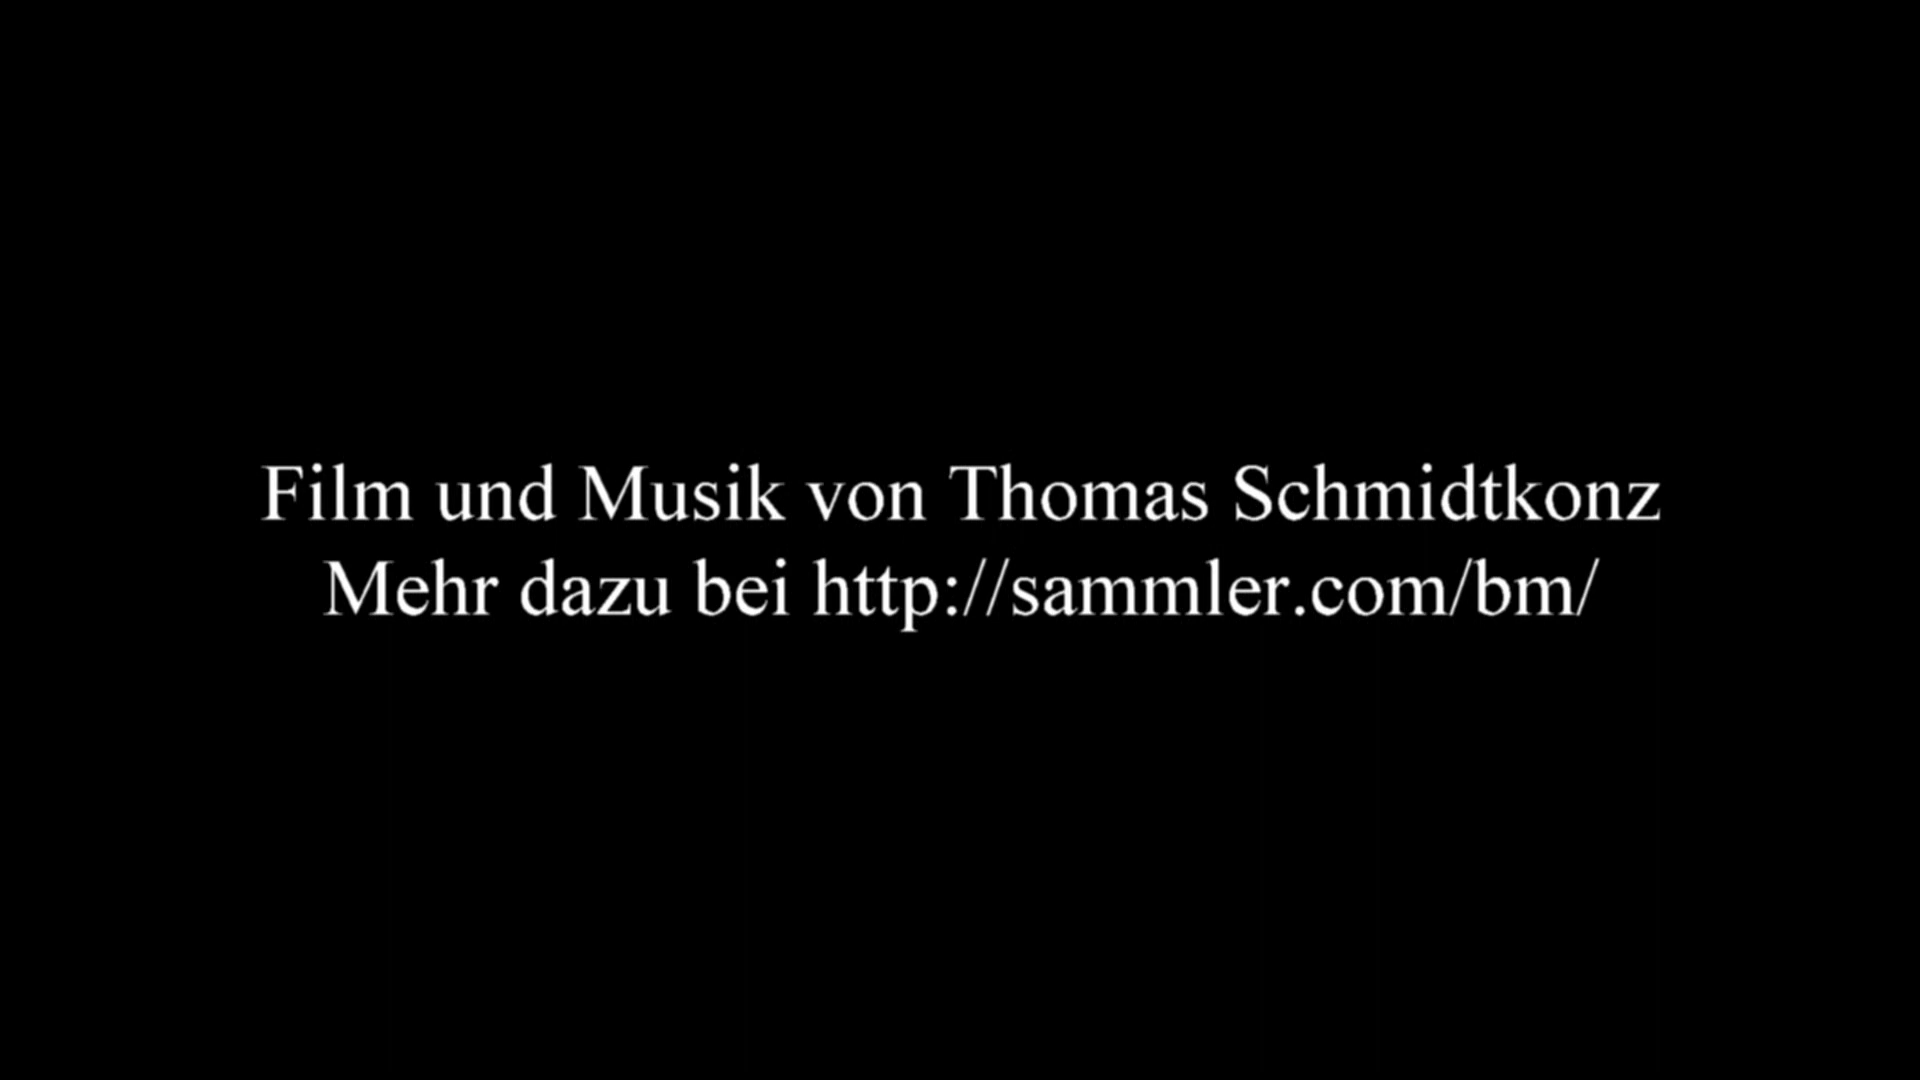 Film und Musik von Thomas Schmidtkonz
Mehr dazu bei http://sammler.com/bm/